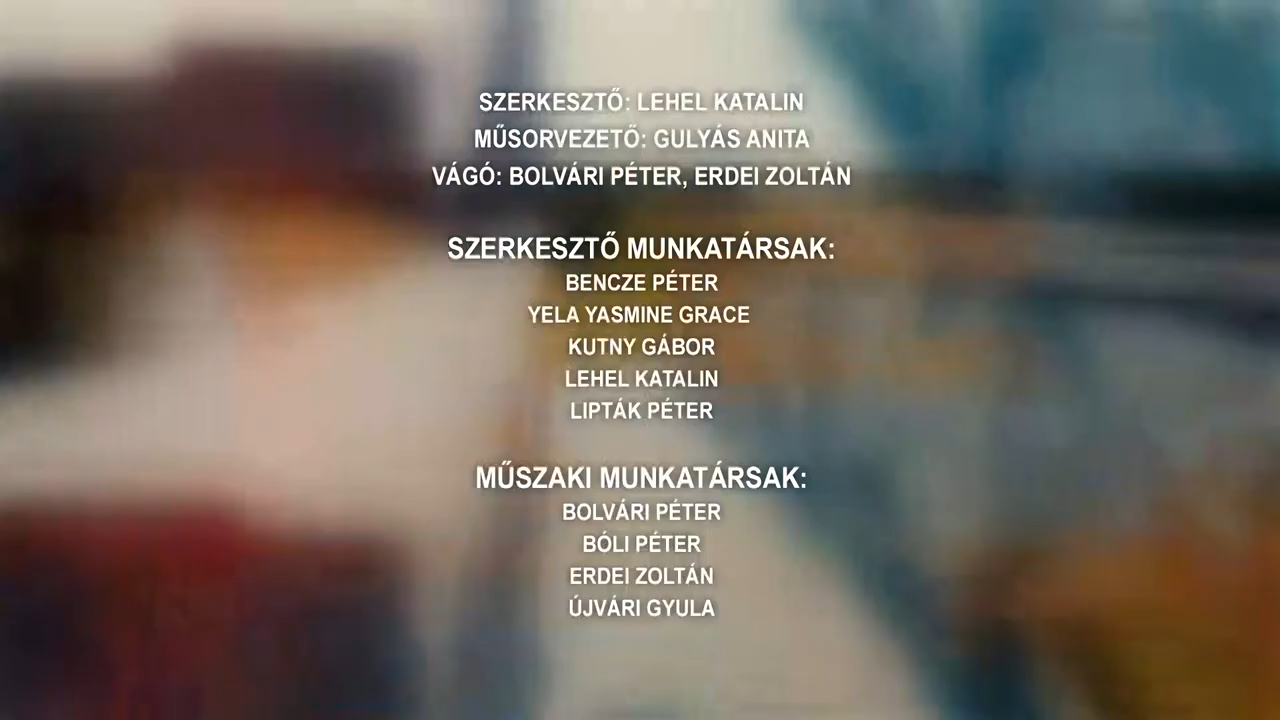 SZERKESZTŐ: LEHEL KATALIN
MŰSORVEZETŐ: GULYÁS ANITA
VÁGÓ: BOLVÁRI PÉTER, ERDEI ZOLTÁN
SZERKESZTŐ MUNKATÁRSAK:
BENCZE PÉTER
YELA YASMINE GRACE
KUTNY GÁBOR
LEHEL KATALIN
LIPTÁK PÉTER
MŰSZAKI MUNKATÁRSAK:
BOLVÁRI PÉTER
BÓLI PÉTER
ERDEI ZOLTÁN
ÚJVÁRI GYULA